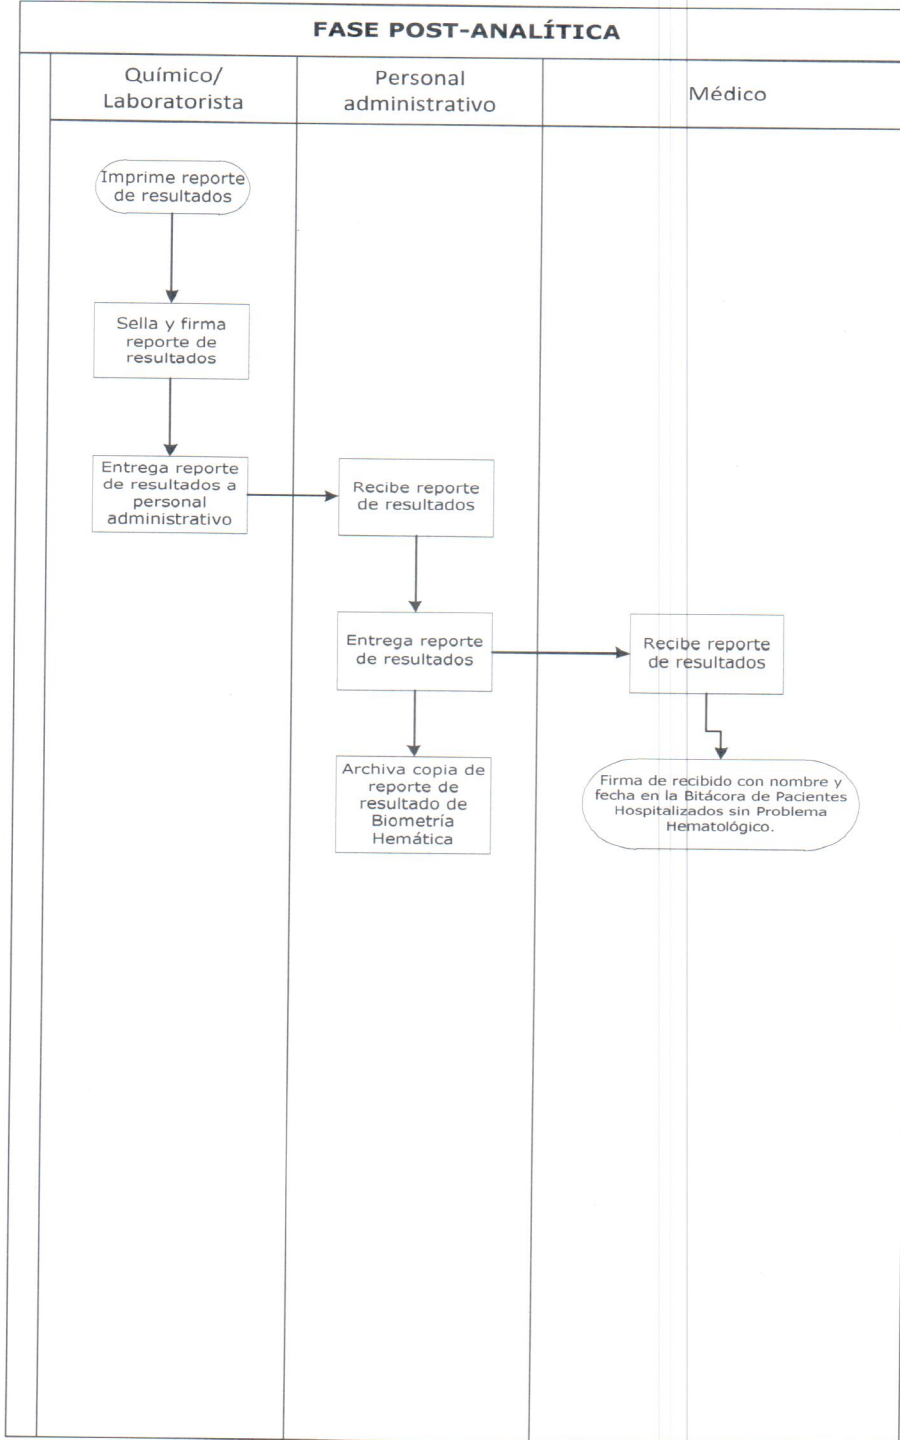 FASE POST-ANALÍTICA
Químico/
Laboratorista
Personal
administrativo
Médico
Imprime reporte
de resultados
Sella y firma
reporte de
resultados
Entrega reporte
de resultados a
personal
administrativo
Recibe reporte
de resultados
Entrega reporte
de resultados
Recibe reporte
de resultados
Archiva copia de
reporte de
resultado de
Biometría
Hemática
Firma de recibido con nombre y
fecha en la Bitácora de Pacientes
Hospitalizados sin Problema
Hematológico.